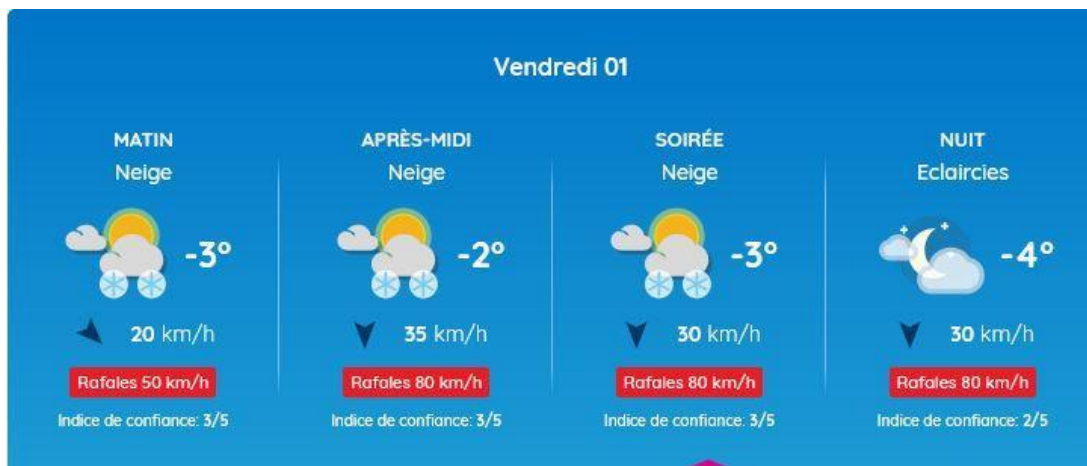 Vendredi 01
MATIN
Neige
-3°
20 km/h
Rafales 50 km/h
Indice de confiance: 3/5
APRÈS-MIDI
Neige
-2°
35 km/h
Rafales 80 km/h
Indice de confiance: 3/5
SOIRÉE
Neige
-3°
30 km/h
Rafales 80 km/h
Indice de confiance: 3/5
NUIT
Eclaircies
-4°
30 km/h
Rafales 80 km/h
Indice de confiance: 2/5